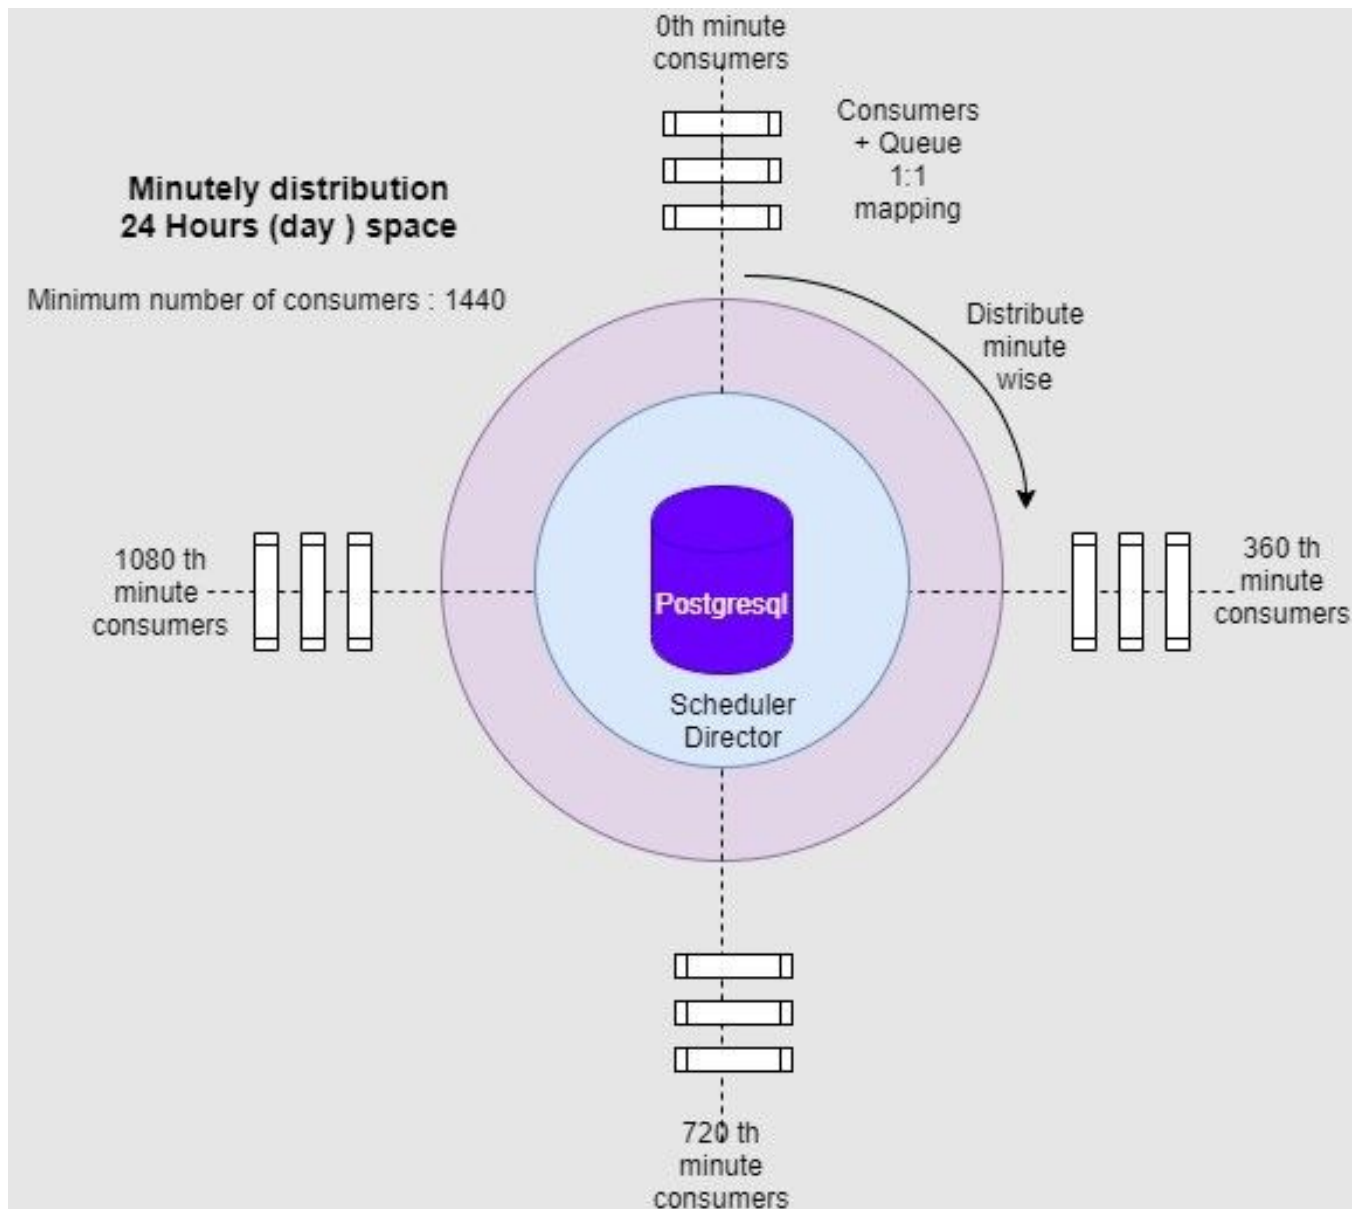 0th minute
consumers
Consumers
+ Queue
1:1
mapping
Minutely distribution
24 Hours (day ) space
Minimum number of consumers : 1440
Distribute
minute
wise
1080 th
minute
consumers
360 th
minute
consumers
Postgresql
Scheduler
Director
720 th
minute
consumers